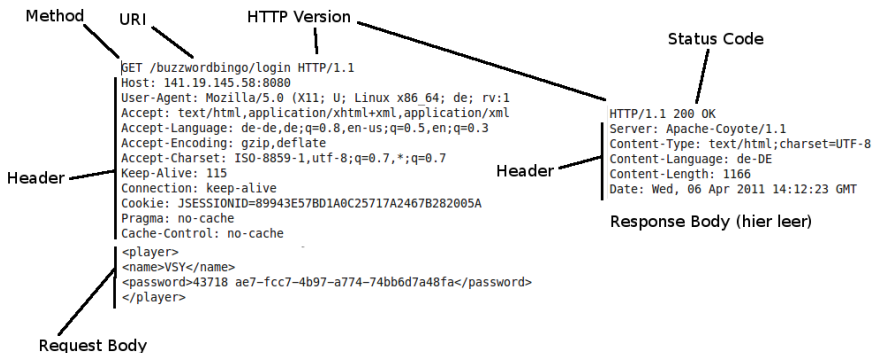 Method
URI
HTTP Version
Status Code
GET /buzzwordbingo/login HTTP/1.1
Host: 141.19.145.58:8080
User-Agent: Mozilla/5.0 (X11; U; Linux x86_64; de; rv:1
Accept: text/html,application/xhtml+xml,application/xml
Accept-Language: de-de,de;q=0.8,en-us;q=0.5,en;q=0.3
Accept-Encoding: gzip,deflate
Accept-Charset: ISO-8859-1,utf-8;q=0.7,*;q=0.7
Keep-Alive: 115
Connection: keep-alive
Cookie: JSESSIONID=89943E57BD1A0C25717A2467B282005A
Pragma: no-cache
Cache-Control: no-cache
Header
<player>
<name>VSY</name>
<password>43718 ae7-fcc7-4b97-a774-74bb6d7a48fa</password>
</player>
Request Body
HTTP/1.1 200 OK
Server: Apache-Coyote/1.1
Content-Type: text/html;charset=UTF-8
Content-Language: de-DE
Content-Length: 1166
Date: Wed, 06 Apr 2011 14:12:23 GMT
Header
Response Body (hier leer)